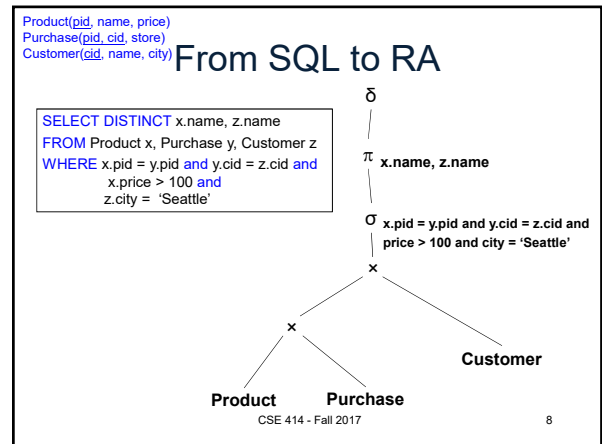 Product(pid, name, price)
Purchase(pid, cid, store)
Customer(cid, name, city)
From SQL to RA
SELECT DISTINCT x.name, z.name
FROM Product x, Purchase y, Customer z
WHERE x.pid = y.pid and y.cid = z.cid and
x.price > 100 and
z.city = ‘Seattle’
δ
π x.name, z.name
σ x.pid = y.pid and y.cid = z.cid and
price > 100 and city = ‘Seattle’
×
×
Customer
Product Purchase
CSE 414 - Fall 2017 8